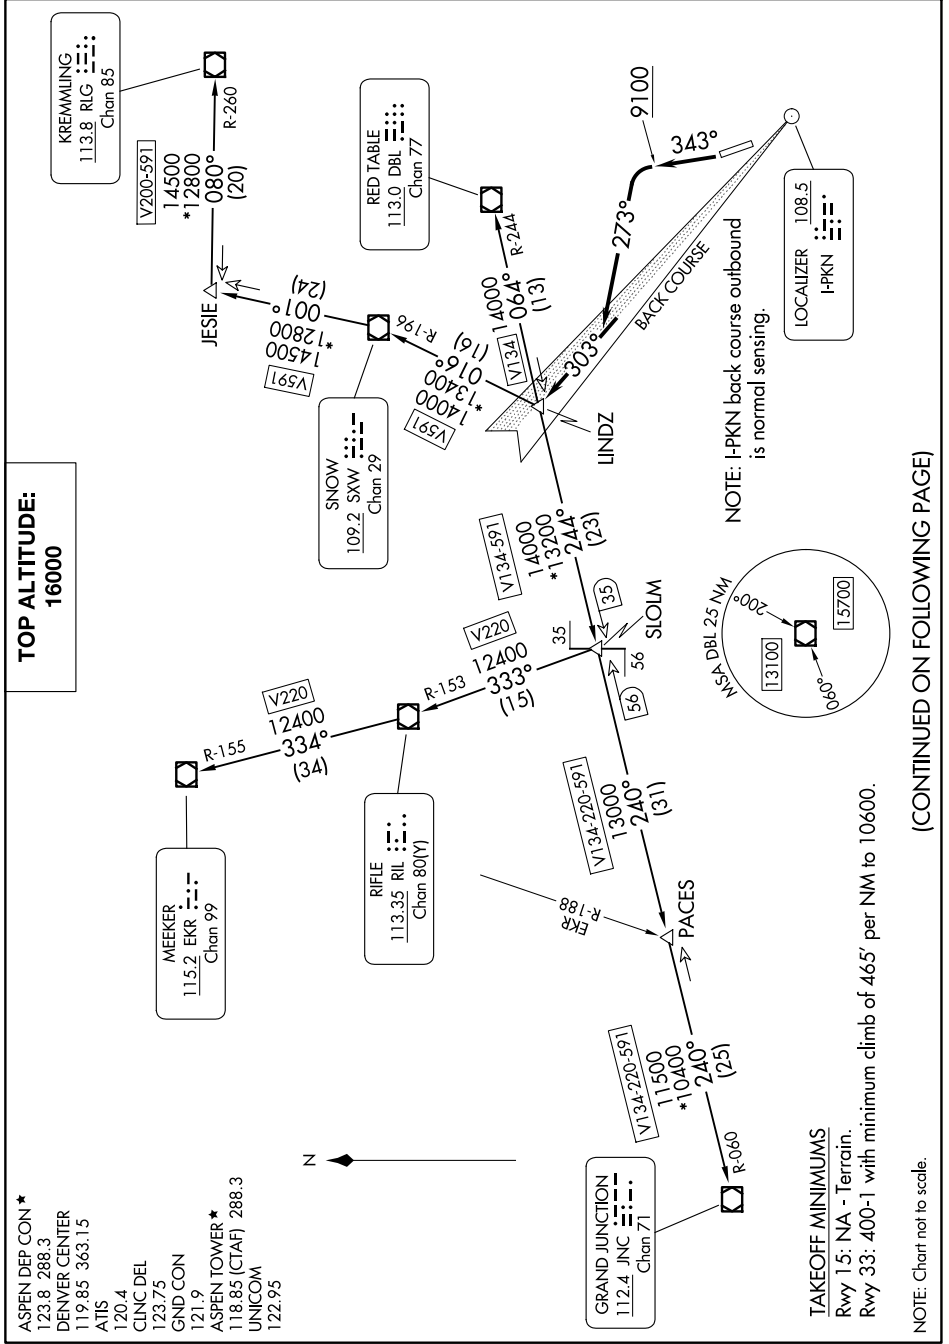 ASPEN DEP CON★
123.8 288.3
DENVER CENTER
119.85 363.15
ATIS
120.4
CLNC DEL
123.75
GND CON
121.9
ASPEN TOWER★
118.85 (CTAF) 288.3
UNICOM
122.95
TOP ALTITUDE:
16000
MEEKER
115.2 EKR
Chan 99
R-155
V220
12400
334°
(34)
RIFLE
113.35 RIL
Chan 80(Y)
R-153
V220
12400
333°
(15)
SNOW
109.2 SXW
Chan 29
JESIE
V591
14500
*12800
001°
(24)
V200-591
14500
*12800
080°
(20)
R-260
KREMMLING
113.8 RLG
Chan 85
RED TABLE
113.0 DBL
Chan 77
R-244
V134
14000
064°
(13)
R-196
V591
14000
*13400
016°
(16)
LINDZ
9100
343°
273°
303°
BACK COURSE
LOCALIZER 108.5
I-PKN
NOTE: I-PKN back course outbound
is normal sensing.
V134-591
14000
*13200
244°
(23)
35
35
SLOLM
56
56
V134-220-591
13000
240°
(31)
EKR
R-188
PACES
V134-220-591
11500
*10400
240°
(25)
R-060
GRAND JUNCTION
112.4 JNC
Chan 71
N
MSA DBL 25 NM
200°
060°
13100
15700
TAKEOFF MINIMUMS
Rwy 15: NA - Terrain.
Rwy 33: 400-1 with minimum climb of 465' per NM to 10600.
NOTE: Chart not to scale.
(CONTINUED ON FOLLOWING PAGE)